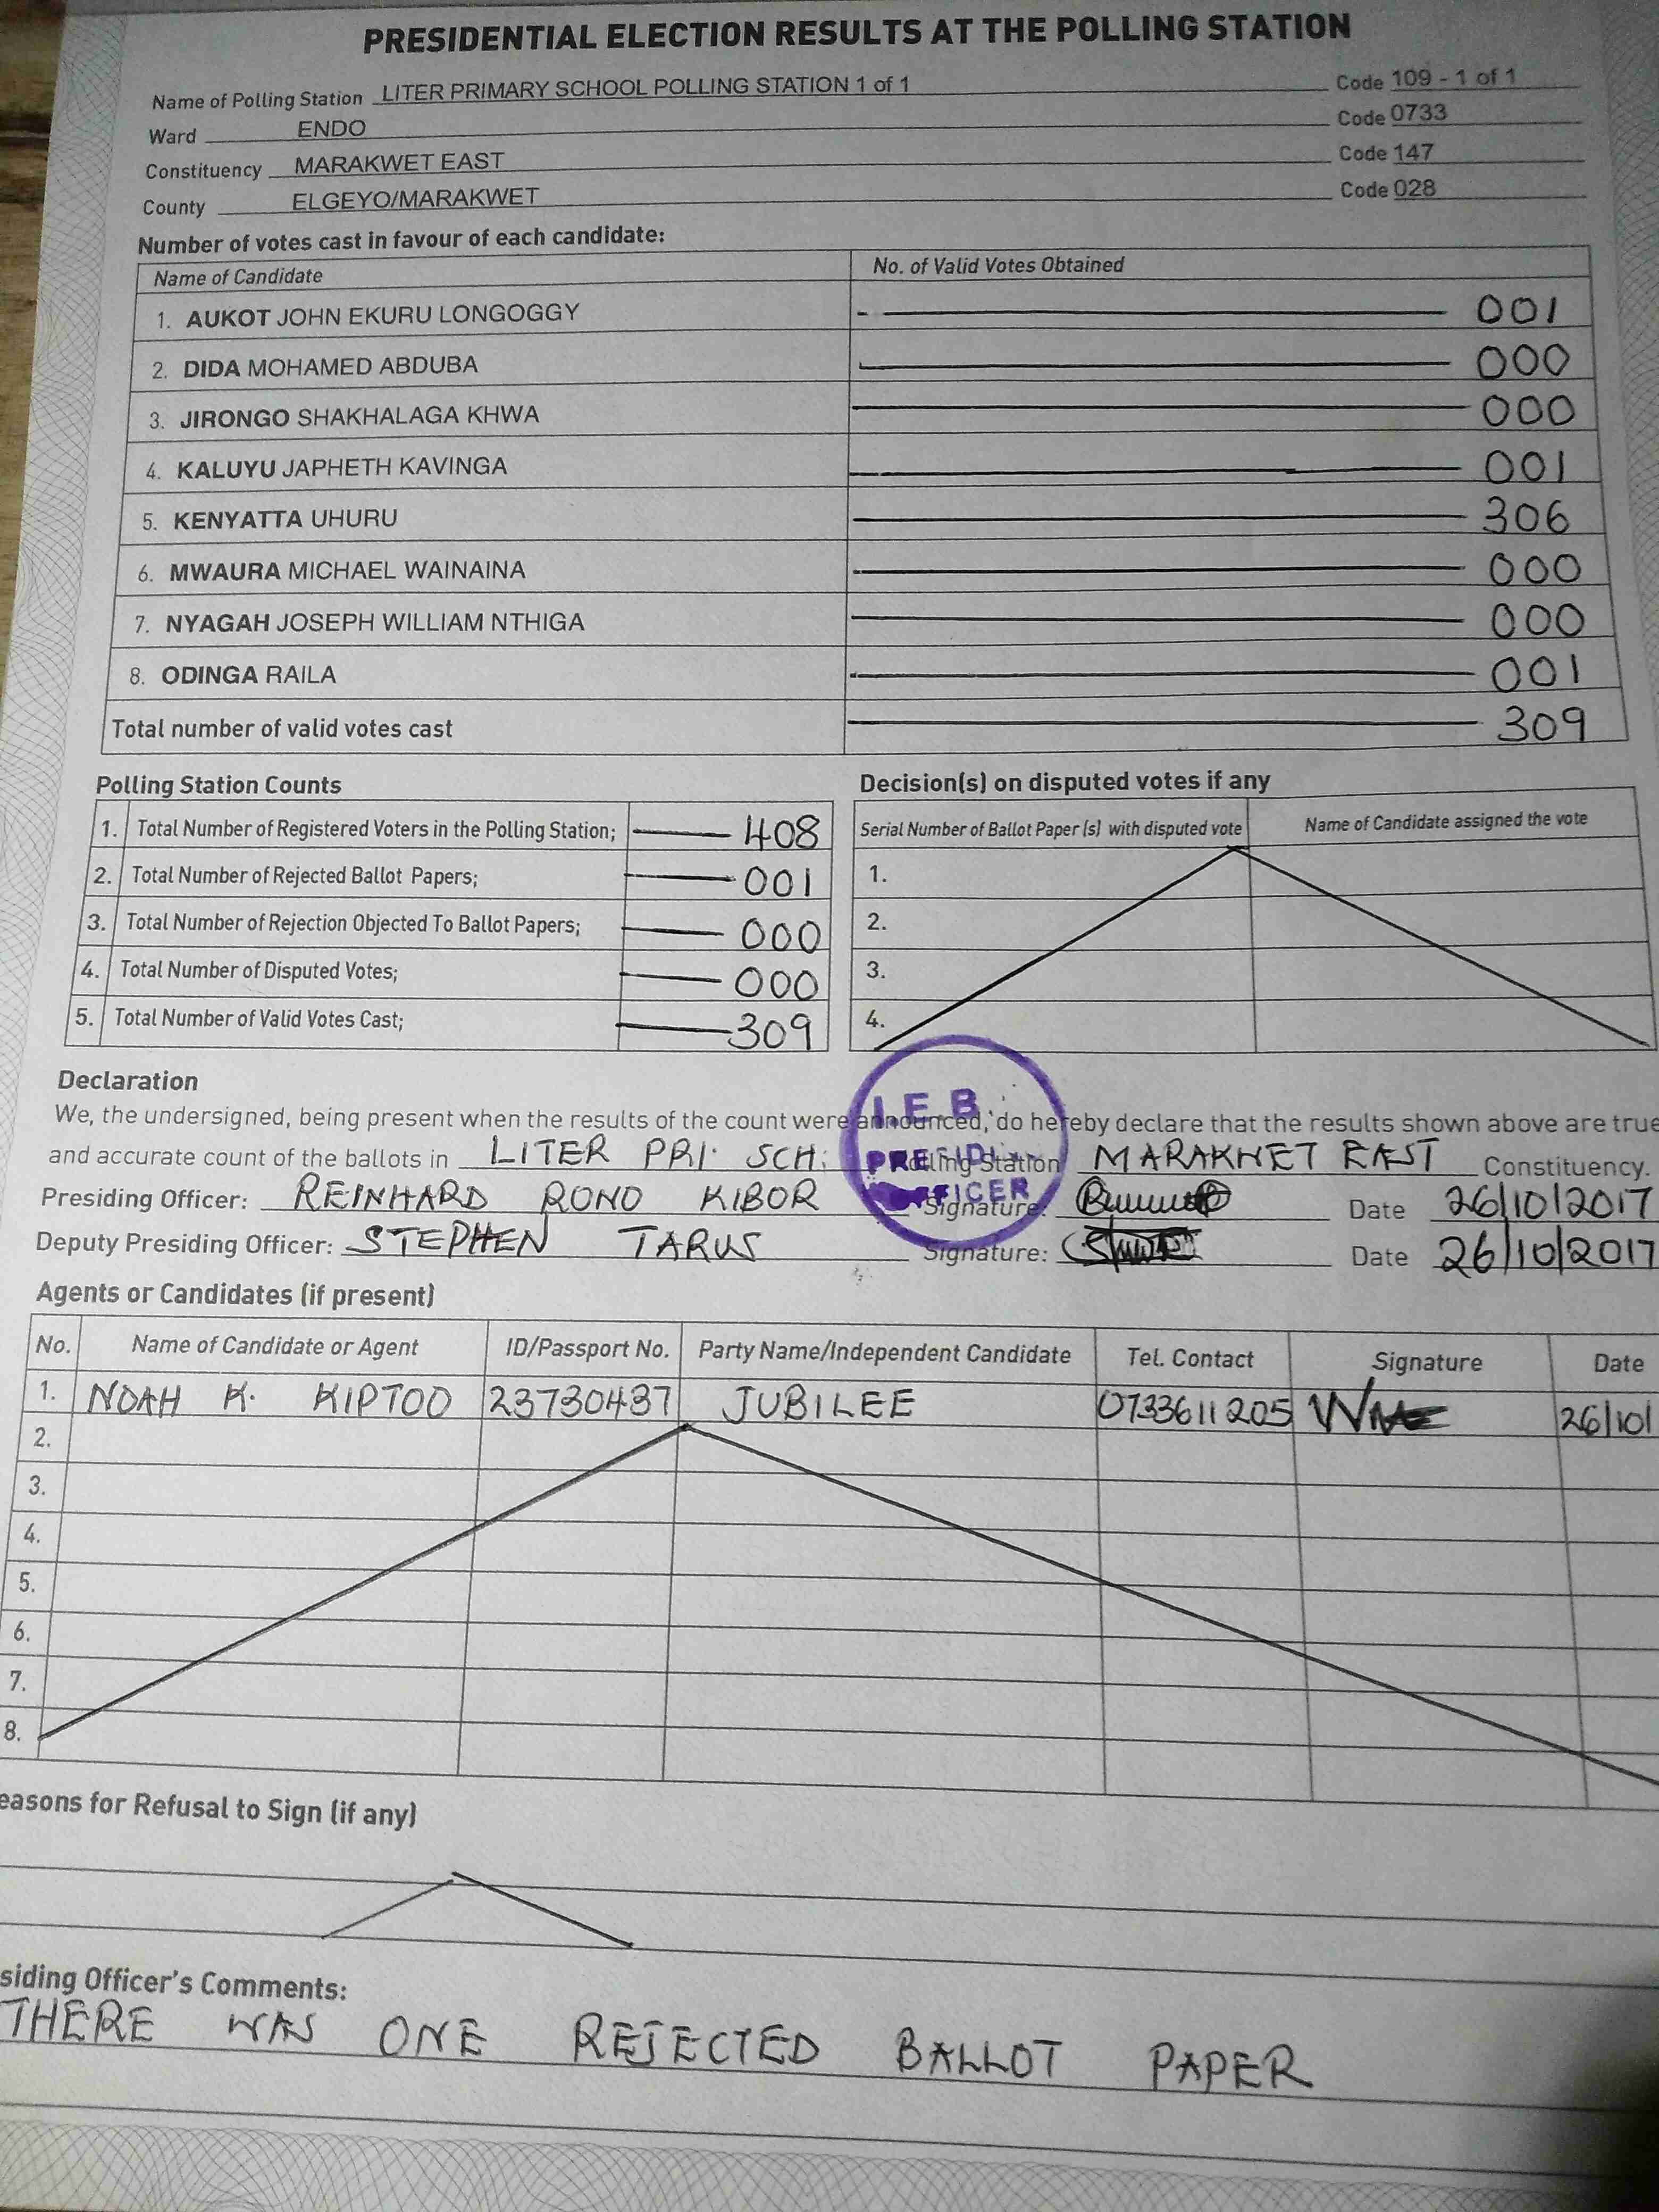 PRESIDENTIAL ELECTION RESULTS AT THE POLLING STATION
Name of Polling Station LITER PRIMARY SCHOOL POLLING STATION 1 of 1 Code 109 - 1 of 1
Ward ENDO Code 0733
Constituency MARAKWET EAST Code 147
County ELGEYO/MARAKWET Code 028
Number of votes cast in favour of each candidate:
Name of Candidate No. of Valid Votes Obtained
1. AUKOT JOHN EKURU LONGOGGY 001
2. DIDA MOHAMED ABDUBA 000
3. JIRONGO SHAKHALAGA KHWA 000
4. KALUYU JAPHETH KAVINGA 001
5. KENYATTA UHURU 306
6. MWAURA MICHAEL WAINAINA 000
7. NYAGAH JOSEPH WILLIAM NTHIGA 000
8. ODINGA RAILA 001
Total number of valid votes cast 309
Polling Station Counts
1. Total Number of Registered Voters in the Polling Station; 408
2. Total Number of Rejected Ballot Papers; 001
3. Total Number of Rejection Objected To Ballot Papers; 000
4. Total Number of Disputed Votes; 000
5. Total Number of Valid Votes Cast; 309
Decision(s) on disputed votes if any
Serial Number of Ballot Paper (s) with disputed vote Name of Candidate assigned the vote
1.
2.
3.
4.
Declaration
We, the undersigned, being present when the results of the count were announced, do hereby declare that the results shown above are true
and accurate count of the ballots in LITER PRI. SCH: Polling Station MARAKWET EAST Constituency.
Presiding Officer: REINHARD RONO KIBOR Signature: Date 26/10/2017
Deputy Presiding Officer: STEPHEN TARUS Signature: Date 26/10/2017
I.E.B.
Agents or Candidates (if present)
No. Name of Candidate or Agent ID/Passport No. Party Name/Independent Candidate Tel. Contact Signature Date
1. NOAH K. KIPTOO 23730437 JUBILEE 0733611205 26/10/
2.
3.
4.
5.
6.
7.
8.
easons for Refusal to Sign (if any)
siding Officer's Comments:
THERE WAS ONE REJECTED BALLOT PAPER